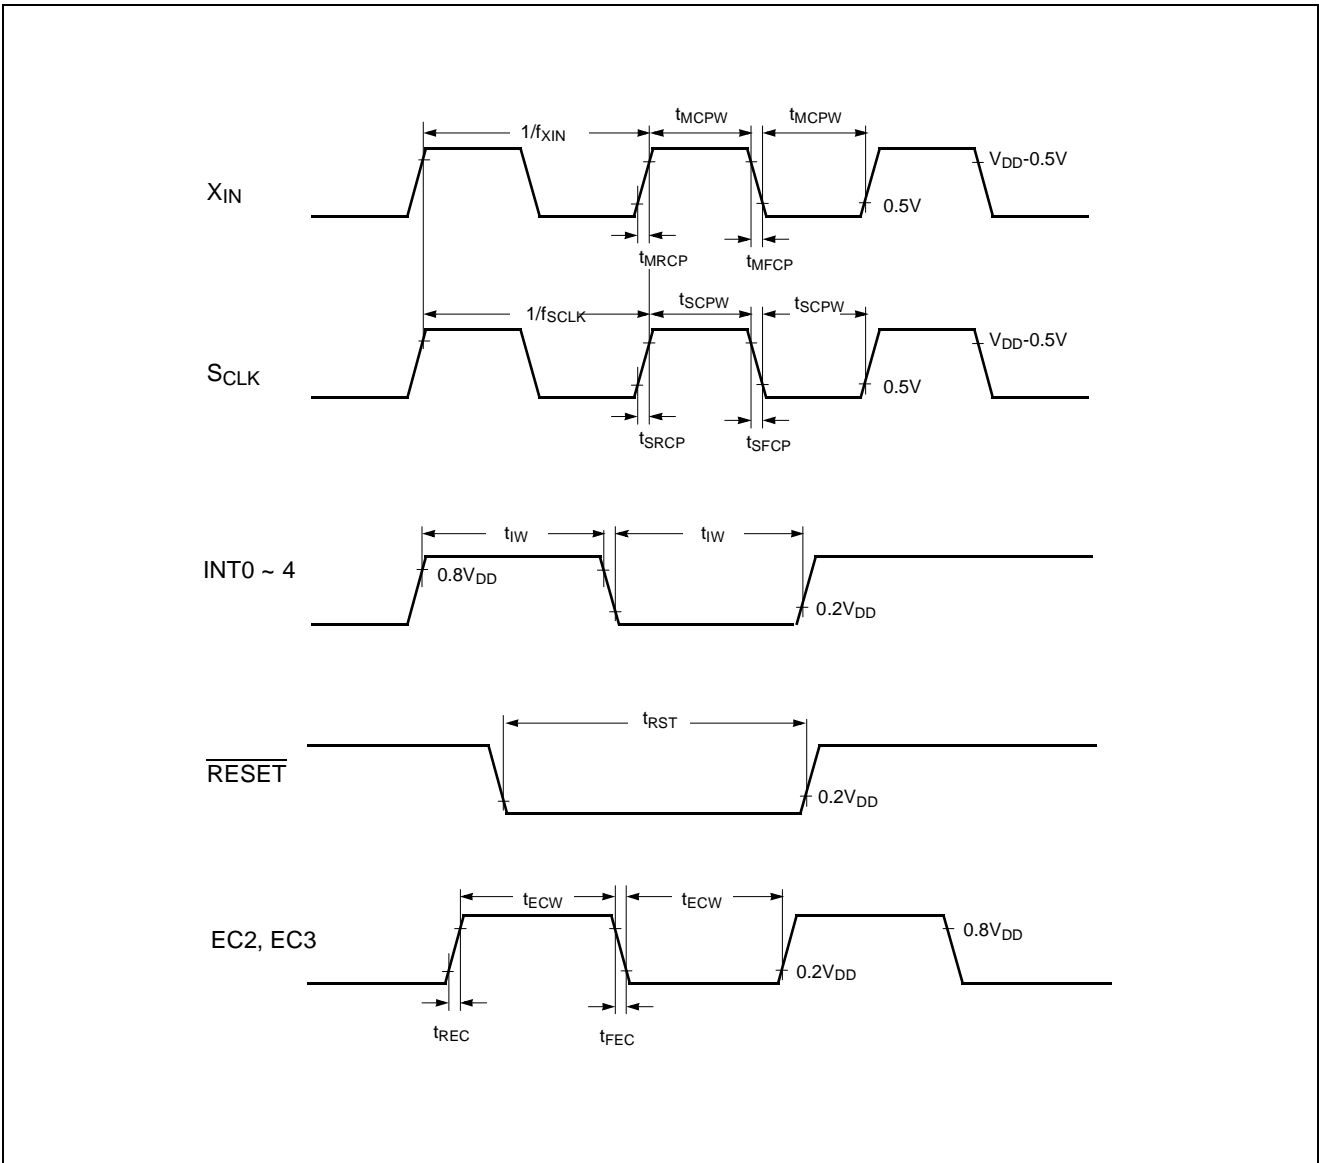 tMCPW tMCPW
1/fXIN
VDD-0.5V
XIN
0.5V
tMRCP tMFCP
tSCPW tSCPW
1/fSCLK
VDD-0.5V
SCLK
0.5V
tSRCP tSFCP
tIW tIW
INT0 ~ 4
0.8VDD
0.2VDD
tRST
RESET
0.2VDD
tECW tECW
EC2, EC3
0.8VDD
0.2VDD
tREC tFEC